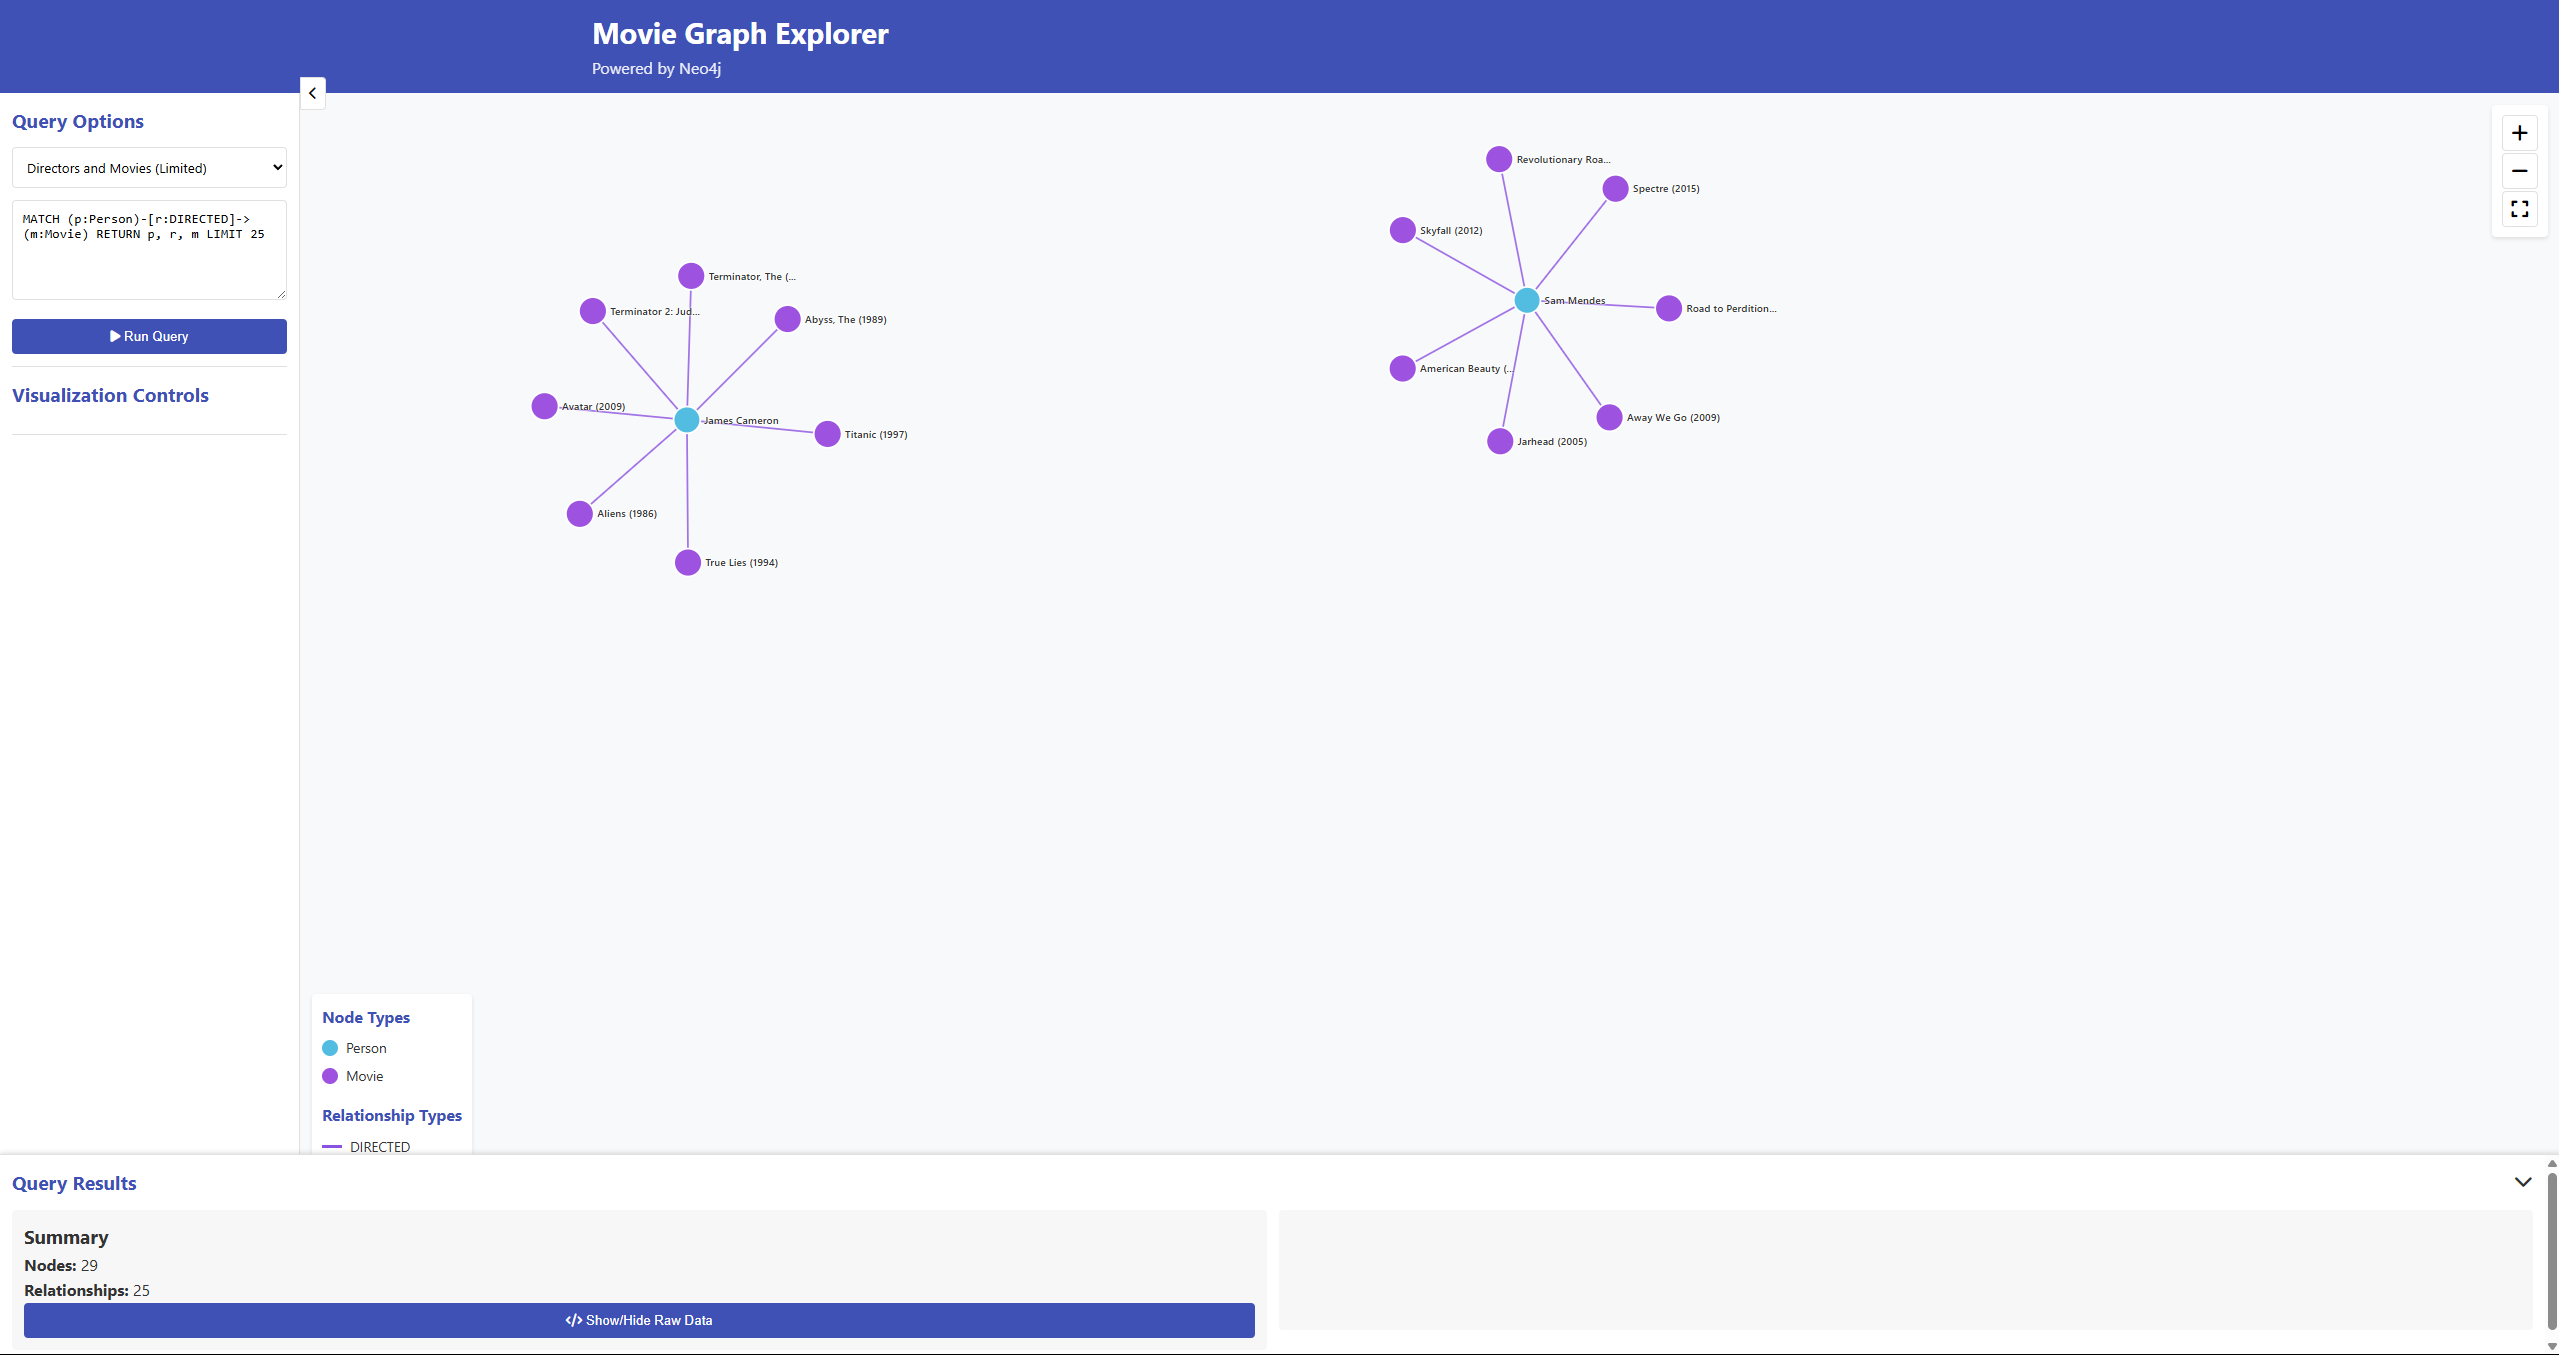 Movie Graph Explorer
Powered by Neo4j
Query Options
Directors and Movies (Limited)
MATCH (p:Person)-[r:DIRECTED]->
(m:Movie) RETURN p, r, m LIMIT 25
Run Query
Visualization Controls
Revolutionary Roa...
Spectre (2015)
Skyfall (2012)
Sam Mendes
Road to Perdition...
American Beauty (...
Away We Go (2009)
Jarhead (2005)
Terminator, The (...
Terminator 2: Jud...
Abyss, The (1989)
Avatar (2009)
James Cameron
Titanic (1997)
Aliens (1986)
True Lies (1994)
Node Types
Person
Movie
Relationship Types
DIRECTED
Query Results
Summary
Nodes: 29
Relationships: 25
</> Show/Hide Raw Data